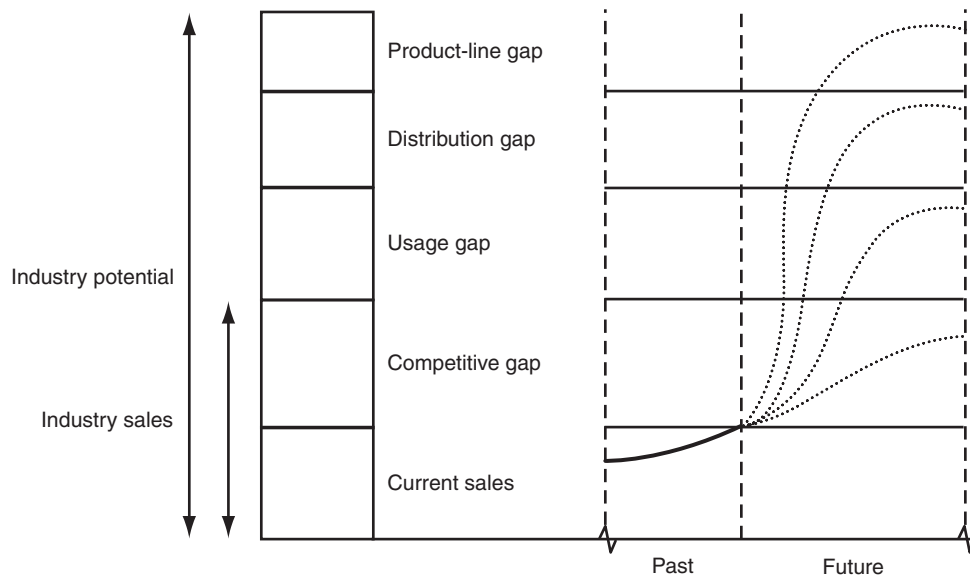 Product-line gap
Distribution gap
Usage gap
Industry potential
Competitive gap
Industry sales
Current sales
Past
Future